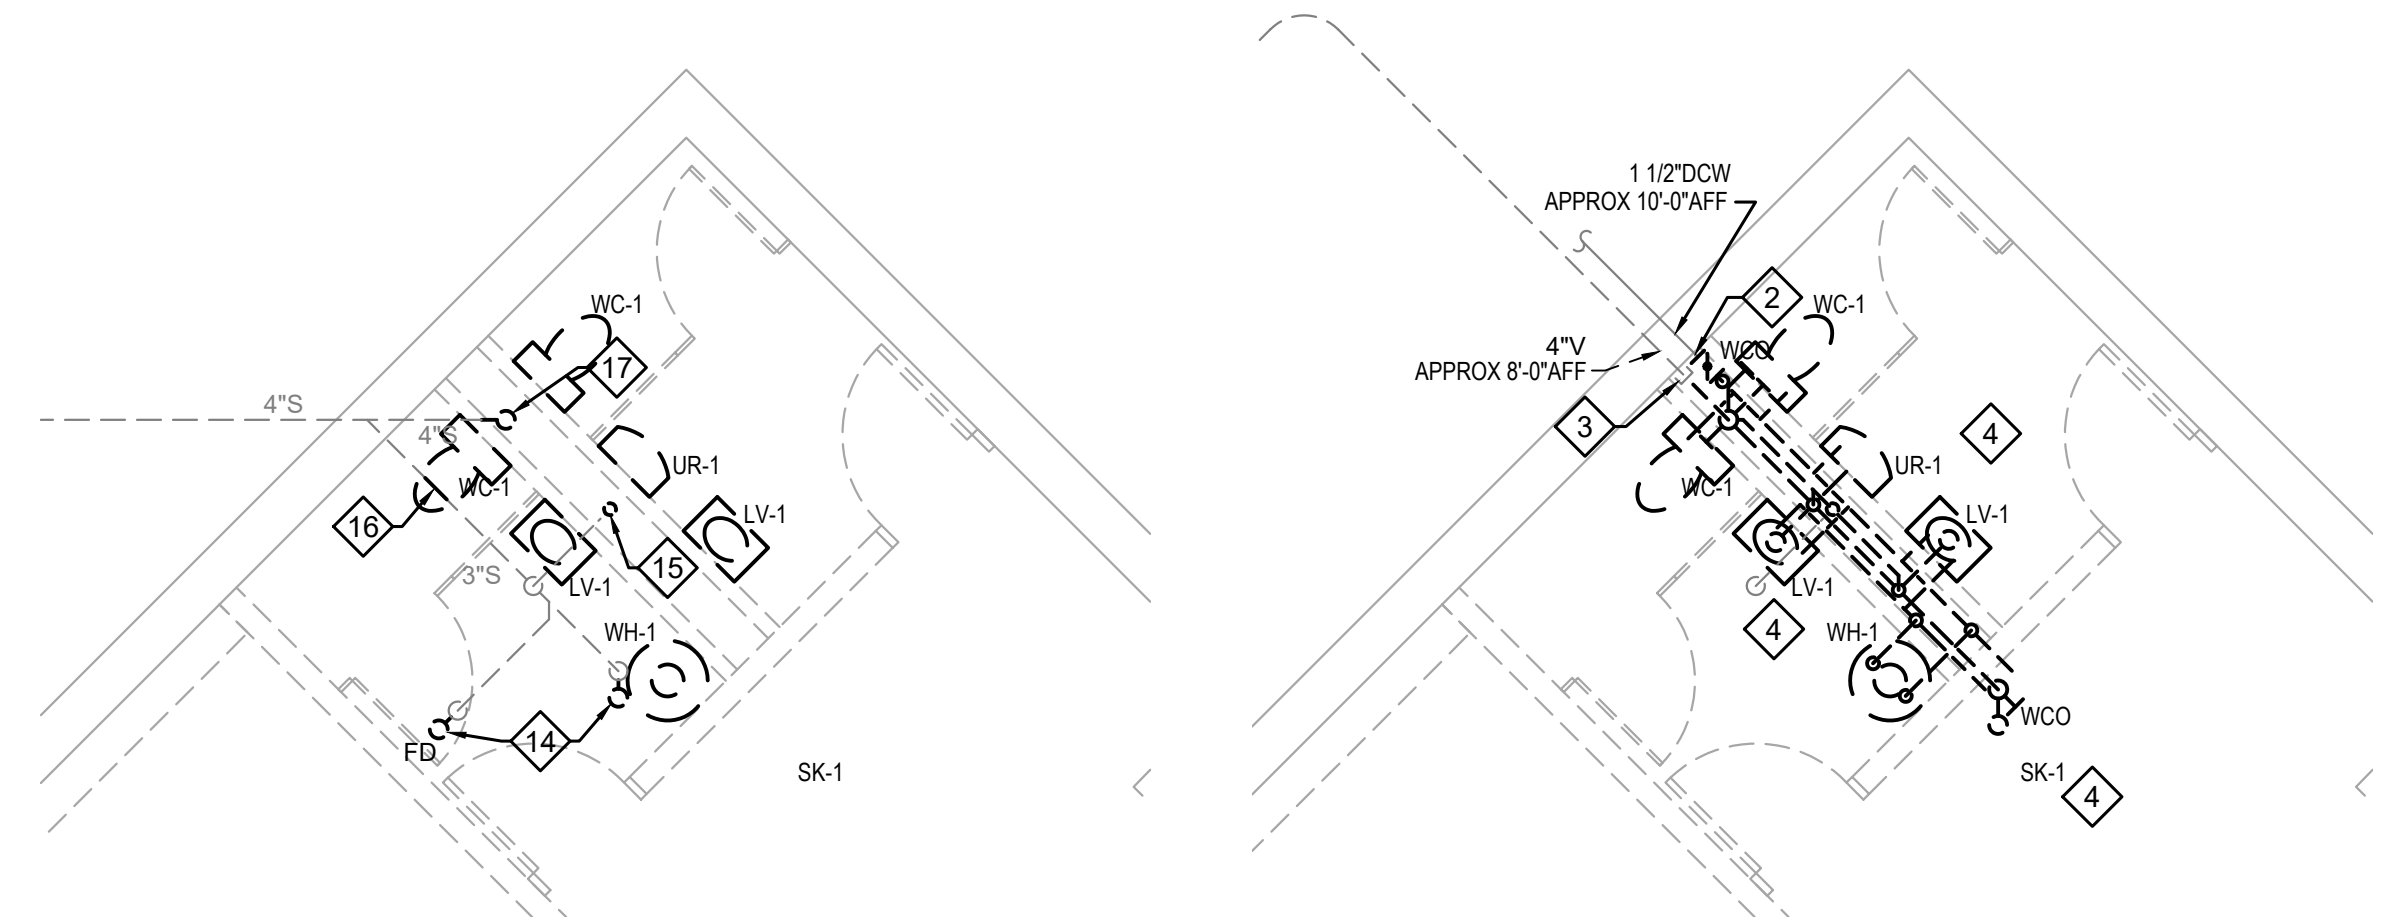 WC-1
17
4"S
4"S
UR-1
WC-1
16
LV-1
15
3"S
LV-1
WH-1
14
FD
SK-1
1 1/2"DCW
APPROX 10'-0"AFF
2
WC-1
4"V
WCO
APPROX 8'-0"AFF
3
4
UR-1
WC-1
LV-1
LV-1
4
WH-1
WCO
SK-1
4